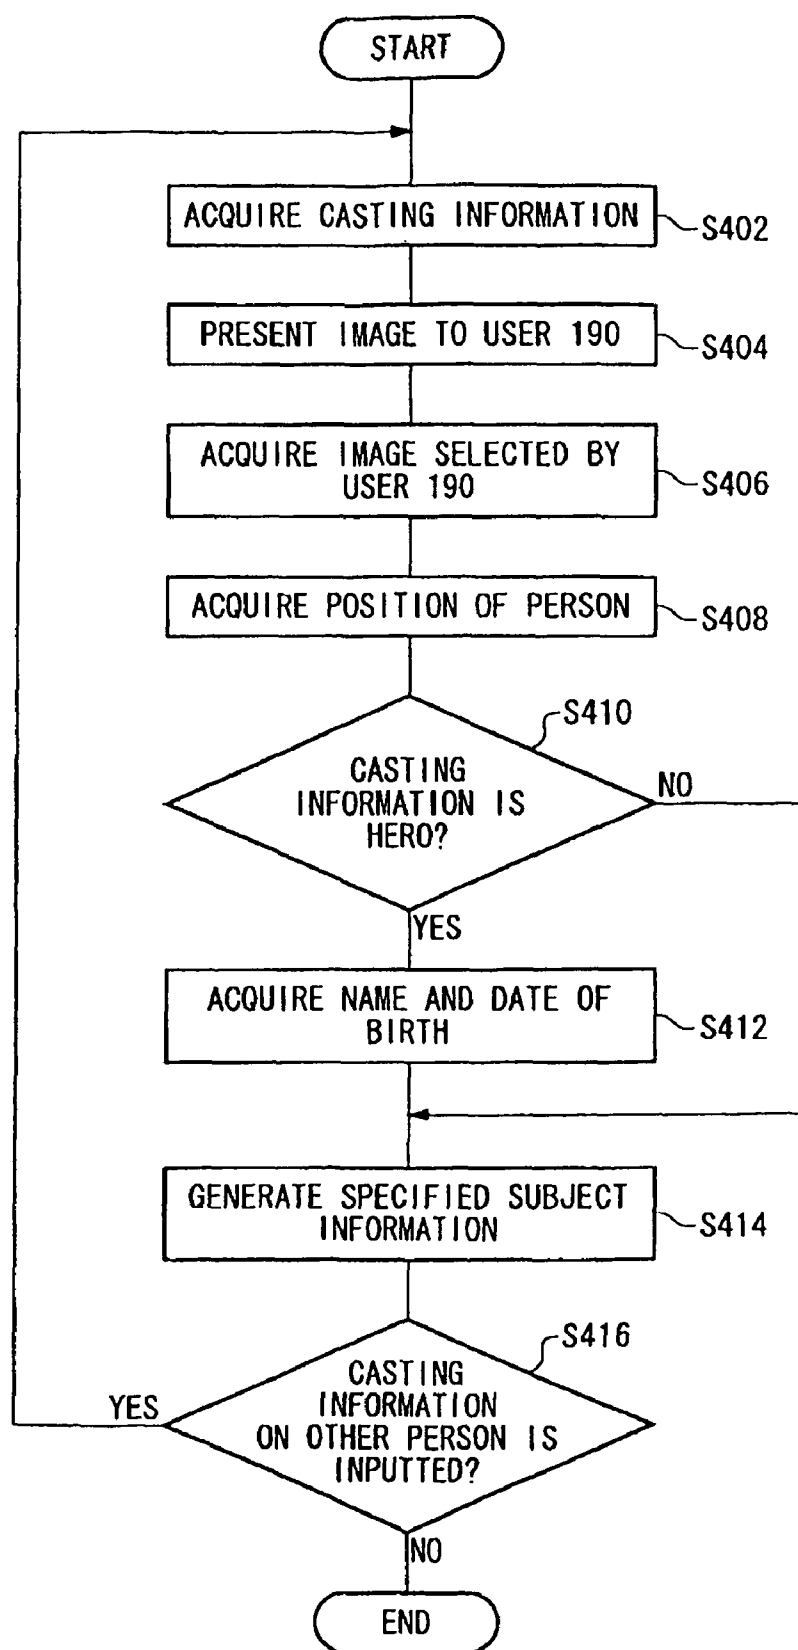 START
ACQUIRE CASTING INFORMATION
S402
PRESENT IMAGE TO USER 190
S404
ACQUIRE IMAGE SELECTED BY
USER 190
S406
ACQUIRE POSITION OF PERSON
S408
S410
CASTING
INFORMATION IS
HERO?
NO
YES
ACQUIRE NAME AND DATE OF
BIRTH
S412
GENERATE SPECIFIED SUBJECT
INFORMATION
S414
S416
CASTING
INFORMATION
ON OTHER PERSON IS
INPUTTED?
YES
NO
END